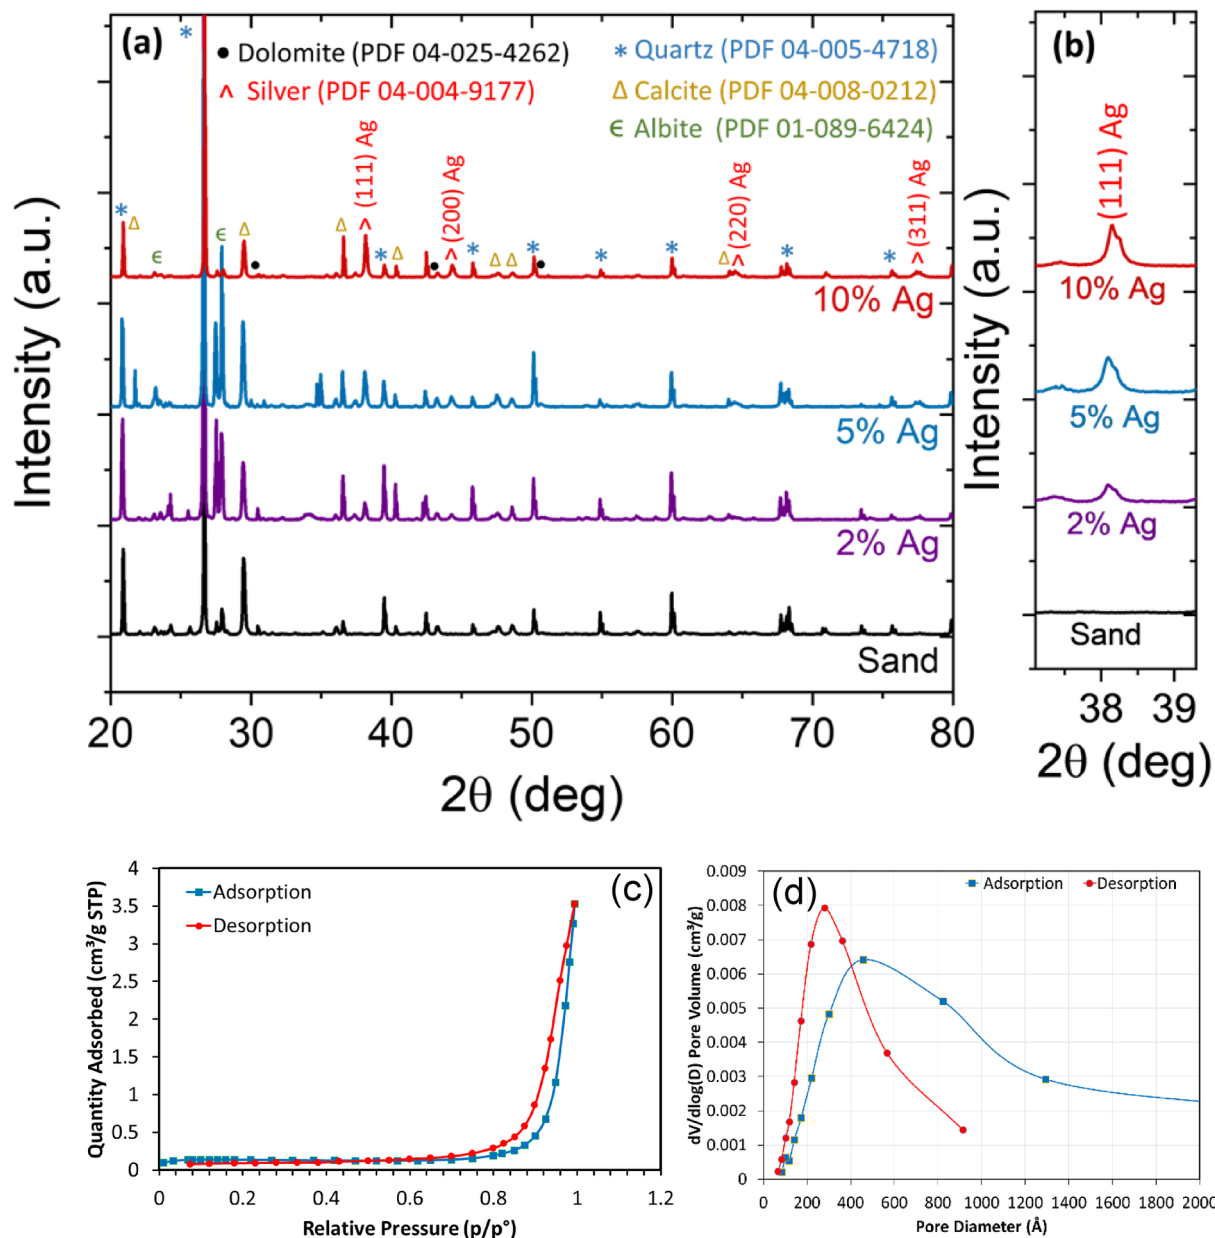 (a)
* 
● Dolomite (PDF 04-025-4262)
* Quartz (PDF 04-005-4718)
^ Silver (PDF 04-004-9177)
Δ Calcite (PDF 04-008-0212)
ϵ Albite (PDF 01-089-6424)
(111) Ag
(200) Ag
(220) Ag
(311) Ag
10% Ag
5% Ag
2% Ag
Sand
Intensity (a.u.)
20 30 40 50 60 70 80
2θ (deg)
(b)
(111) Ag
10% Ag
5% Ag
2% Ag
Sand
Intensity (a.u.)
38 39
2θ (deg)
(c)
Adsorption
Desorption
Quantity Adsorbed (cm³/g STP)
4
3.5
3
2.5
2
1.5
1
0.5
0
0 0.2 0.4 0.6 0.8 1 1.2
Relative Pressure (p/p°)
(d)
Adsorption Desorption
dV/dlog(D) Pore Volume (cm³/g)
0.009
0.008
0.007
0.006
0.005
0.004
0.003
0.002
0.001
0
0 200 400 600 800 1000 1200 1400 1600 1800 2000
Pore Diameter (Å)